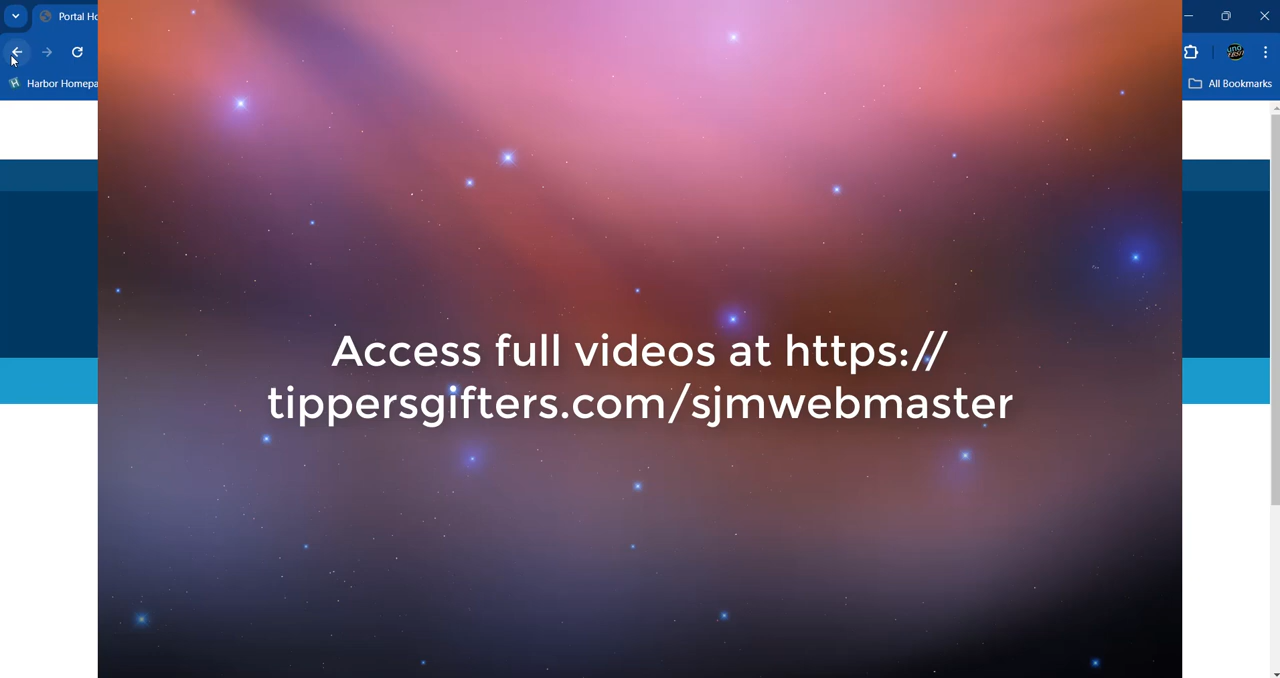 Portal Ho
Harbor Homepa
All Bookmarks
Access full videos at https://
tippersgifters.com/sjmwebmaster